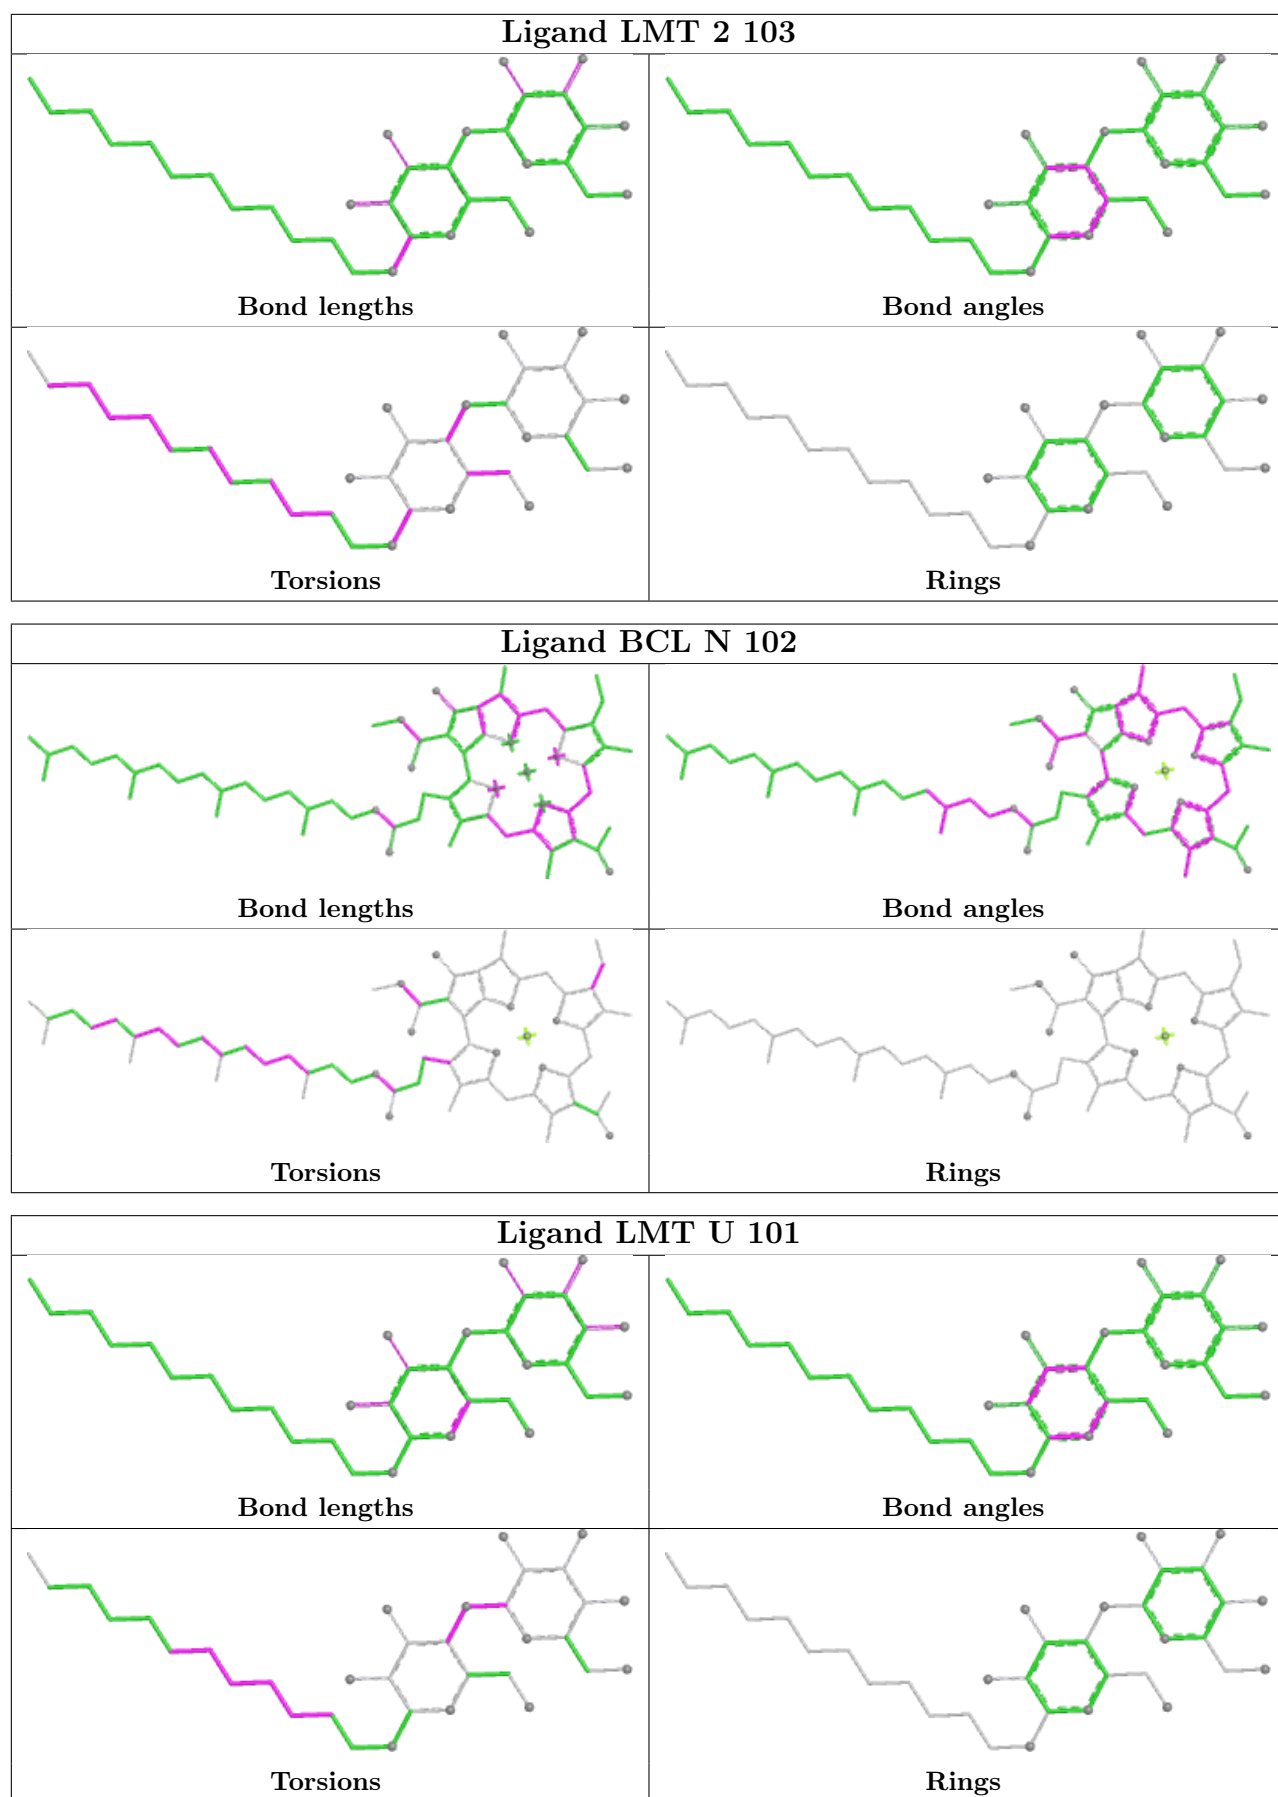 Ligand LMT 2 103
Bond lengths
Bond angles
Torsions
Rings
Ligand BCL N 102
Bond lengths
Bond angles
Torsions
Rings
Ligand LMT U 101
Bond lengths
Bond angles
Torsions
Rings